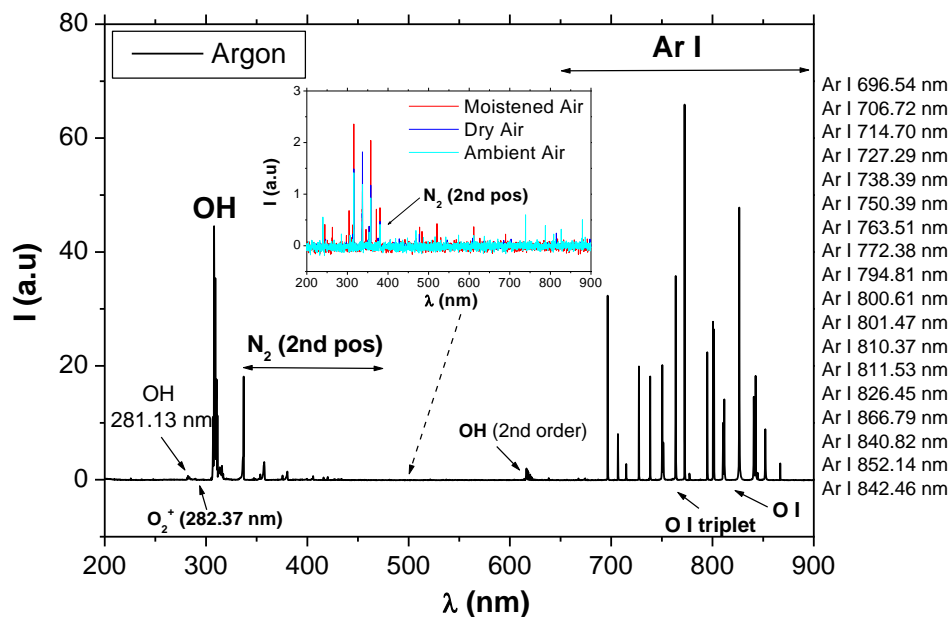 80
60
40
20
0
I (a.u)
Argon
Ar I
3
2
1
0
I (a.u)
Moistened Air
Dry Air
Ambient Air
N₂ (2nd pos)
200 300 400 500 600 700 800 900
λ (nm)
OH
N₂ (2nd pos)
OH
281.13 nm
O₂⁺ (282.37 nm)
OH (2nd order)
O I triplet
O I
200 300 400 500 600 700 800 900
λ (nm)
Ar I 696.54 nm
Ar I 706.72 nm
Ar I 714.70 nm
Ar I 727.29 nm
Ar I 738.39 nm
Ar I 750.39 nm
Ar I 763.51 nm
Ar I 772.38 nm
Ar I 794.81 nm
Ar I 800.61 nm
Ar I 801.47 nm
Ar I 810.37 nm
Ar I 811.53 nm
Ar I 826.45 nm
Ar I 866.79 nm
Ar I 840.82 nm
Ar I 852.14 nm
Ar I 842.46 nm